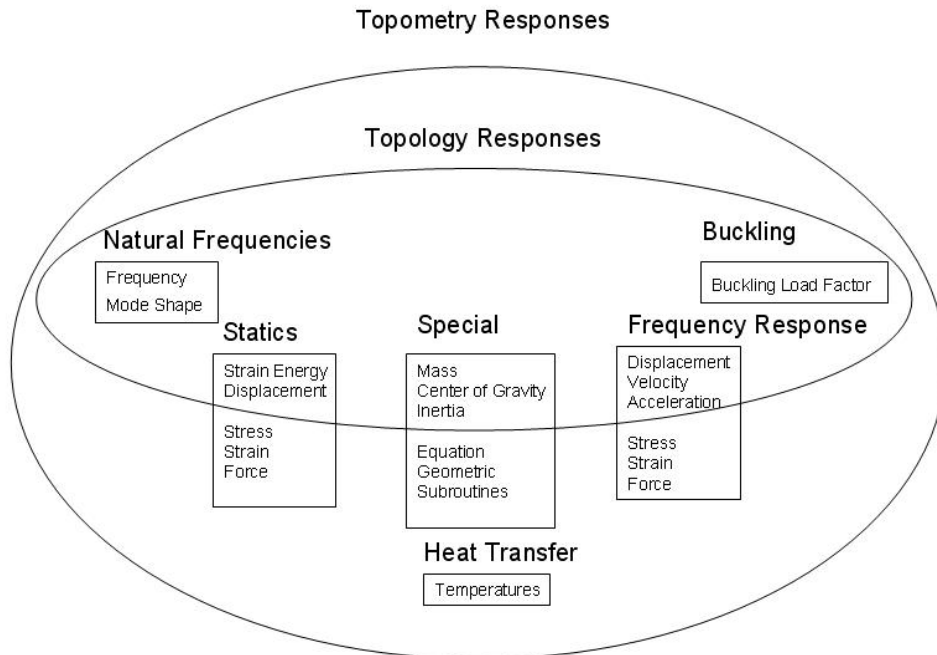 Topometry Responses
Topology Responses
Natural Frequencies
Frequency
Mode Shape
Buckling
Buckling Load Factor
Statics
Strain Energy
Displacement
Stress
Strain
Force
Special
Mass
Center of Gravity
Inertia
Equation
Geometric
Subroutines
Frequency Response
Displacement
Velocity
Acceleration
Stress
Strain
Force
Heat Transfer
Temperatures